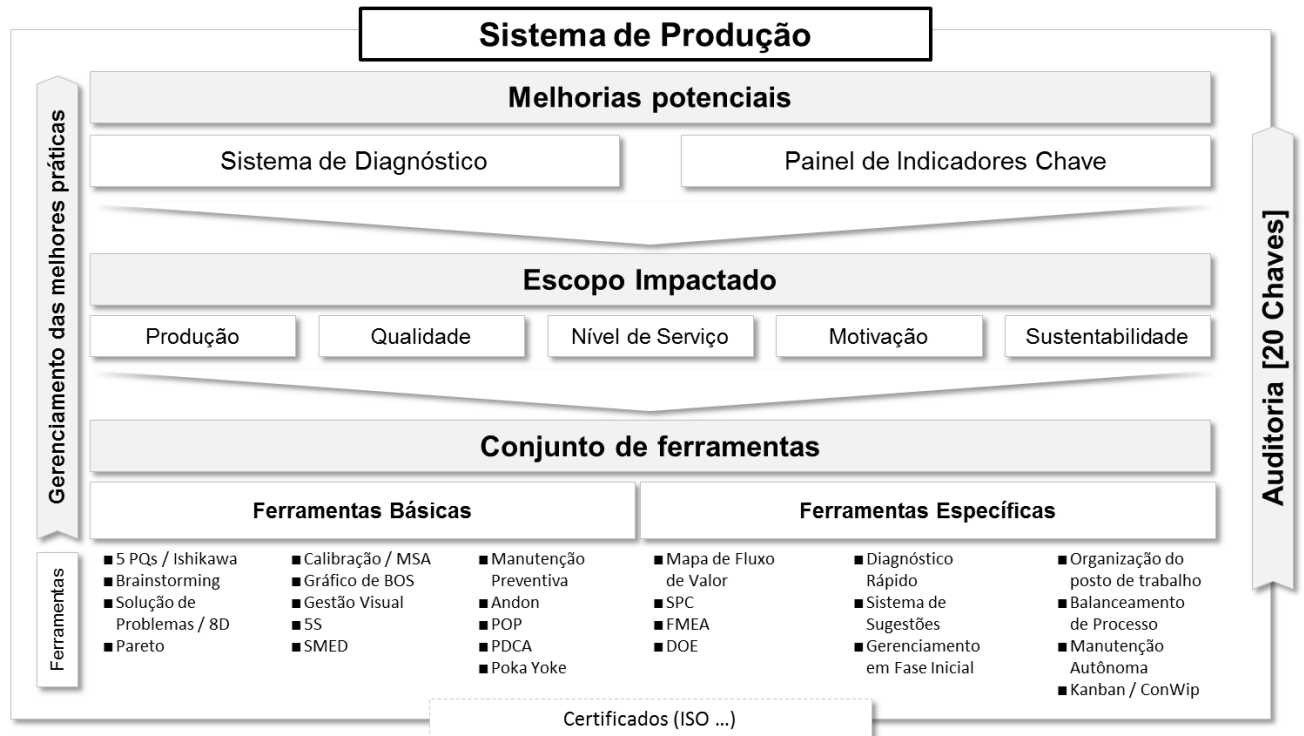 Sistema de Produção
Melhorias potenciais
Sistema de Diagnóstico
Painel de Indicadores Chave
Escopo Impactado
Produção
Qualidade
Nível de Serviço
Motivação
Sustentabilidade
Conjunto de ferramentas
Ferramentas Básicas
■ 5 PQs / Ishikawa
■ Brainstorming
■ Solução de
Problemas / 8D
■ Pareto
■ Calibração / MSA
■ Gráfico de BOS
■ Gestão Visual
■ 5S
■ SMED
■ Manutenção
Preventiva
■ Andon
■ POP
■ PDCA
■ Poka Yoke
Ferramentas Específicas
■ Mapa de Fluxo
de Valor
■ SPC
■ FMEA
■ DOE
■ Diagnóstico
Rápido
■ Sistema de
Sugestões
■ Gerenciamento
em Fase Inicial
■ Organização do
posto de trabalho
■ Balanceamento
de Processo
■ Manutenção
Autônoma
■ Kanban / ConWip
Gerenciamento das melhores práticas
Ferramentas
Auditoria [20 Chaves]
Certificados (ISO ...)